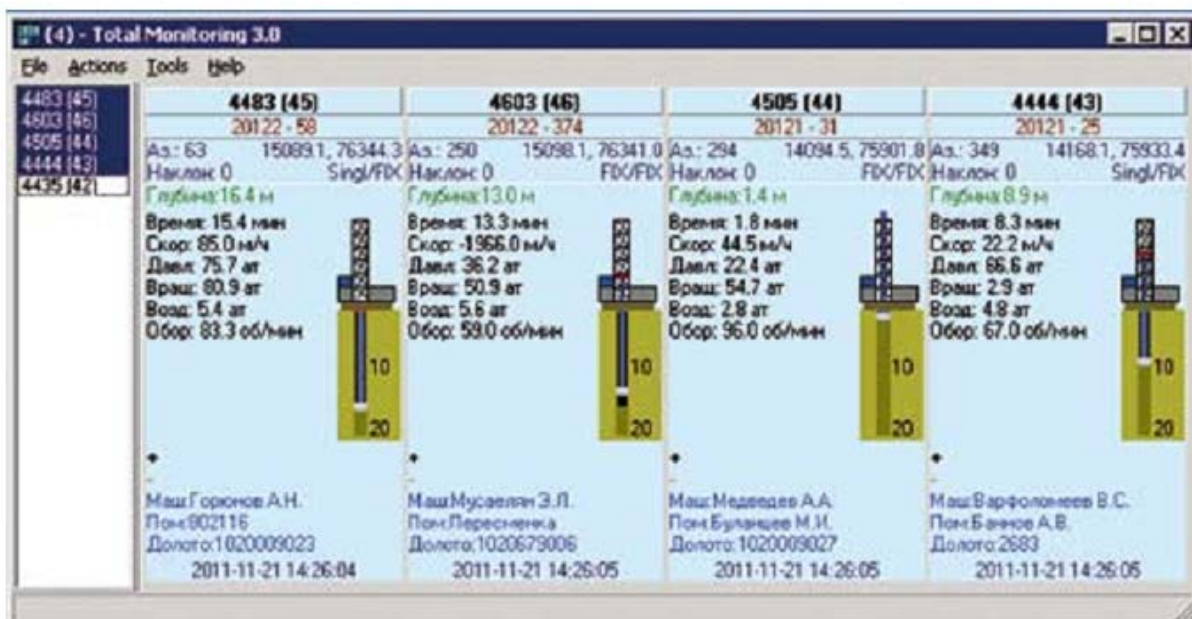 (4) - Total Monitoring 3.0
File Actions Tools Help
4483 (45)
4603 (46)
4505 (44)
4444 (43)
4435 (42)
4483 (45)
20122 - 58
Аз.: 63 15089.1, 76344.3
Наклон: 0 Singl/FIX
Глубина:16.4 м
Время: 15.4 мин
Скор: 85.0 м/ч
Давл: 75.7 ат
Вращ: 80.9 ат
Возд: 5.4 ат
Обор: 83.3 об/мин
10
20
+
-
Маш:Горюнов А.Н.
Пом:802116
Долото:1020009023
2011-11-21 14:26:04
4603 (46)
20122 - 374
Аз.: 250 15098.1, 76341.0
Наклон: 0 FIX/FIX
Глубина:13.0 м
Время: 13.3 мин
Скор: -1966.0 м/ч
Давл: 36.2 ат
Вращ: 50.9 ат
Возд: 5.6 ат
Обор: 59.0 об/мин
10
20
+
-
Маш:Мусаелян Э.Л.
Пом:Пересменка
Долото:1020679006
2011-11-21 14:26:05
4505 (44)
20121 - 31
Аз.: 294 14094.5, 75901.8
Наклон: 0 FIX/FIX
Глубина:1.4 м
Время: 1.8 мин
Скор: 44.5 м/ч
Давл: 22.4 ат
Вращ: 54.7 ат
Возд: 2.8 ат
Обор: 96.0 об/мин
10
20
+
-
Маш:Медведев А.А.
Пом:Буланцев М.И.
Долото:1020009027
2011-11-21 14:26:05
4444 (43)
20121 - 25
Аз.: 349 14168.1, 75933.4
Наклон: 0 Singl/FIX
Глубина:8.9 м
Время: 8.3 мин
Скор: 22.2 м/ч
Давл: 66.6 ат
Вращ: 2.9 ат
Возд: 4.8 ат
Обор: 67.0 об/мин
10
20
+
-
Маш:Варфоломеев В.С.
Пом:Баннов А.В.
Долото:2683
2011-11-21 14:26:05